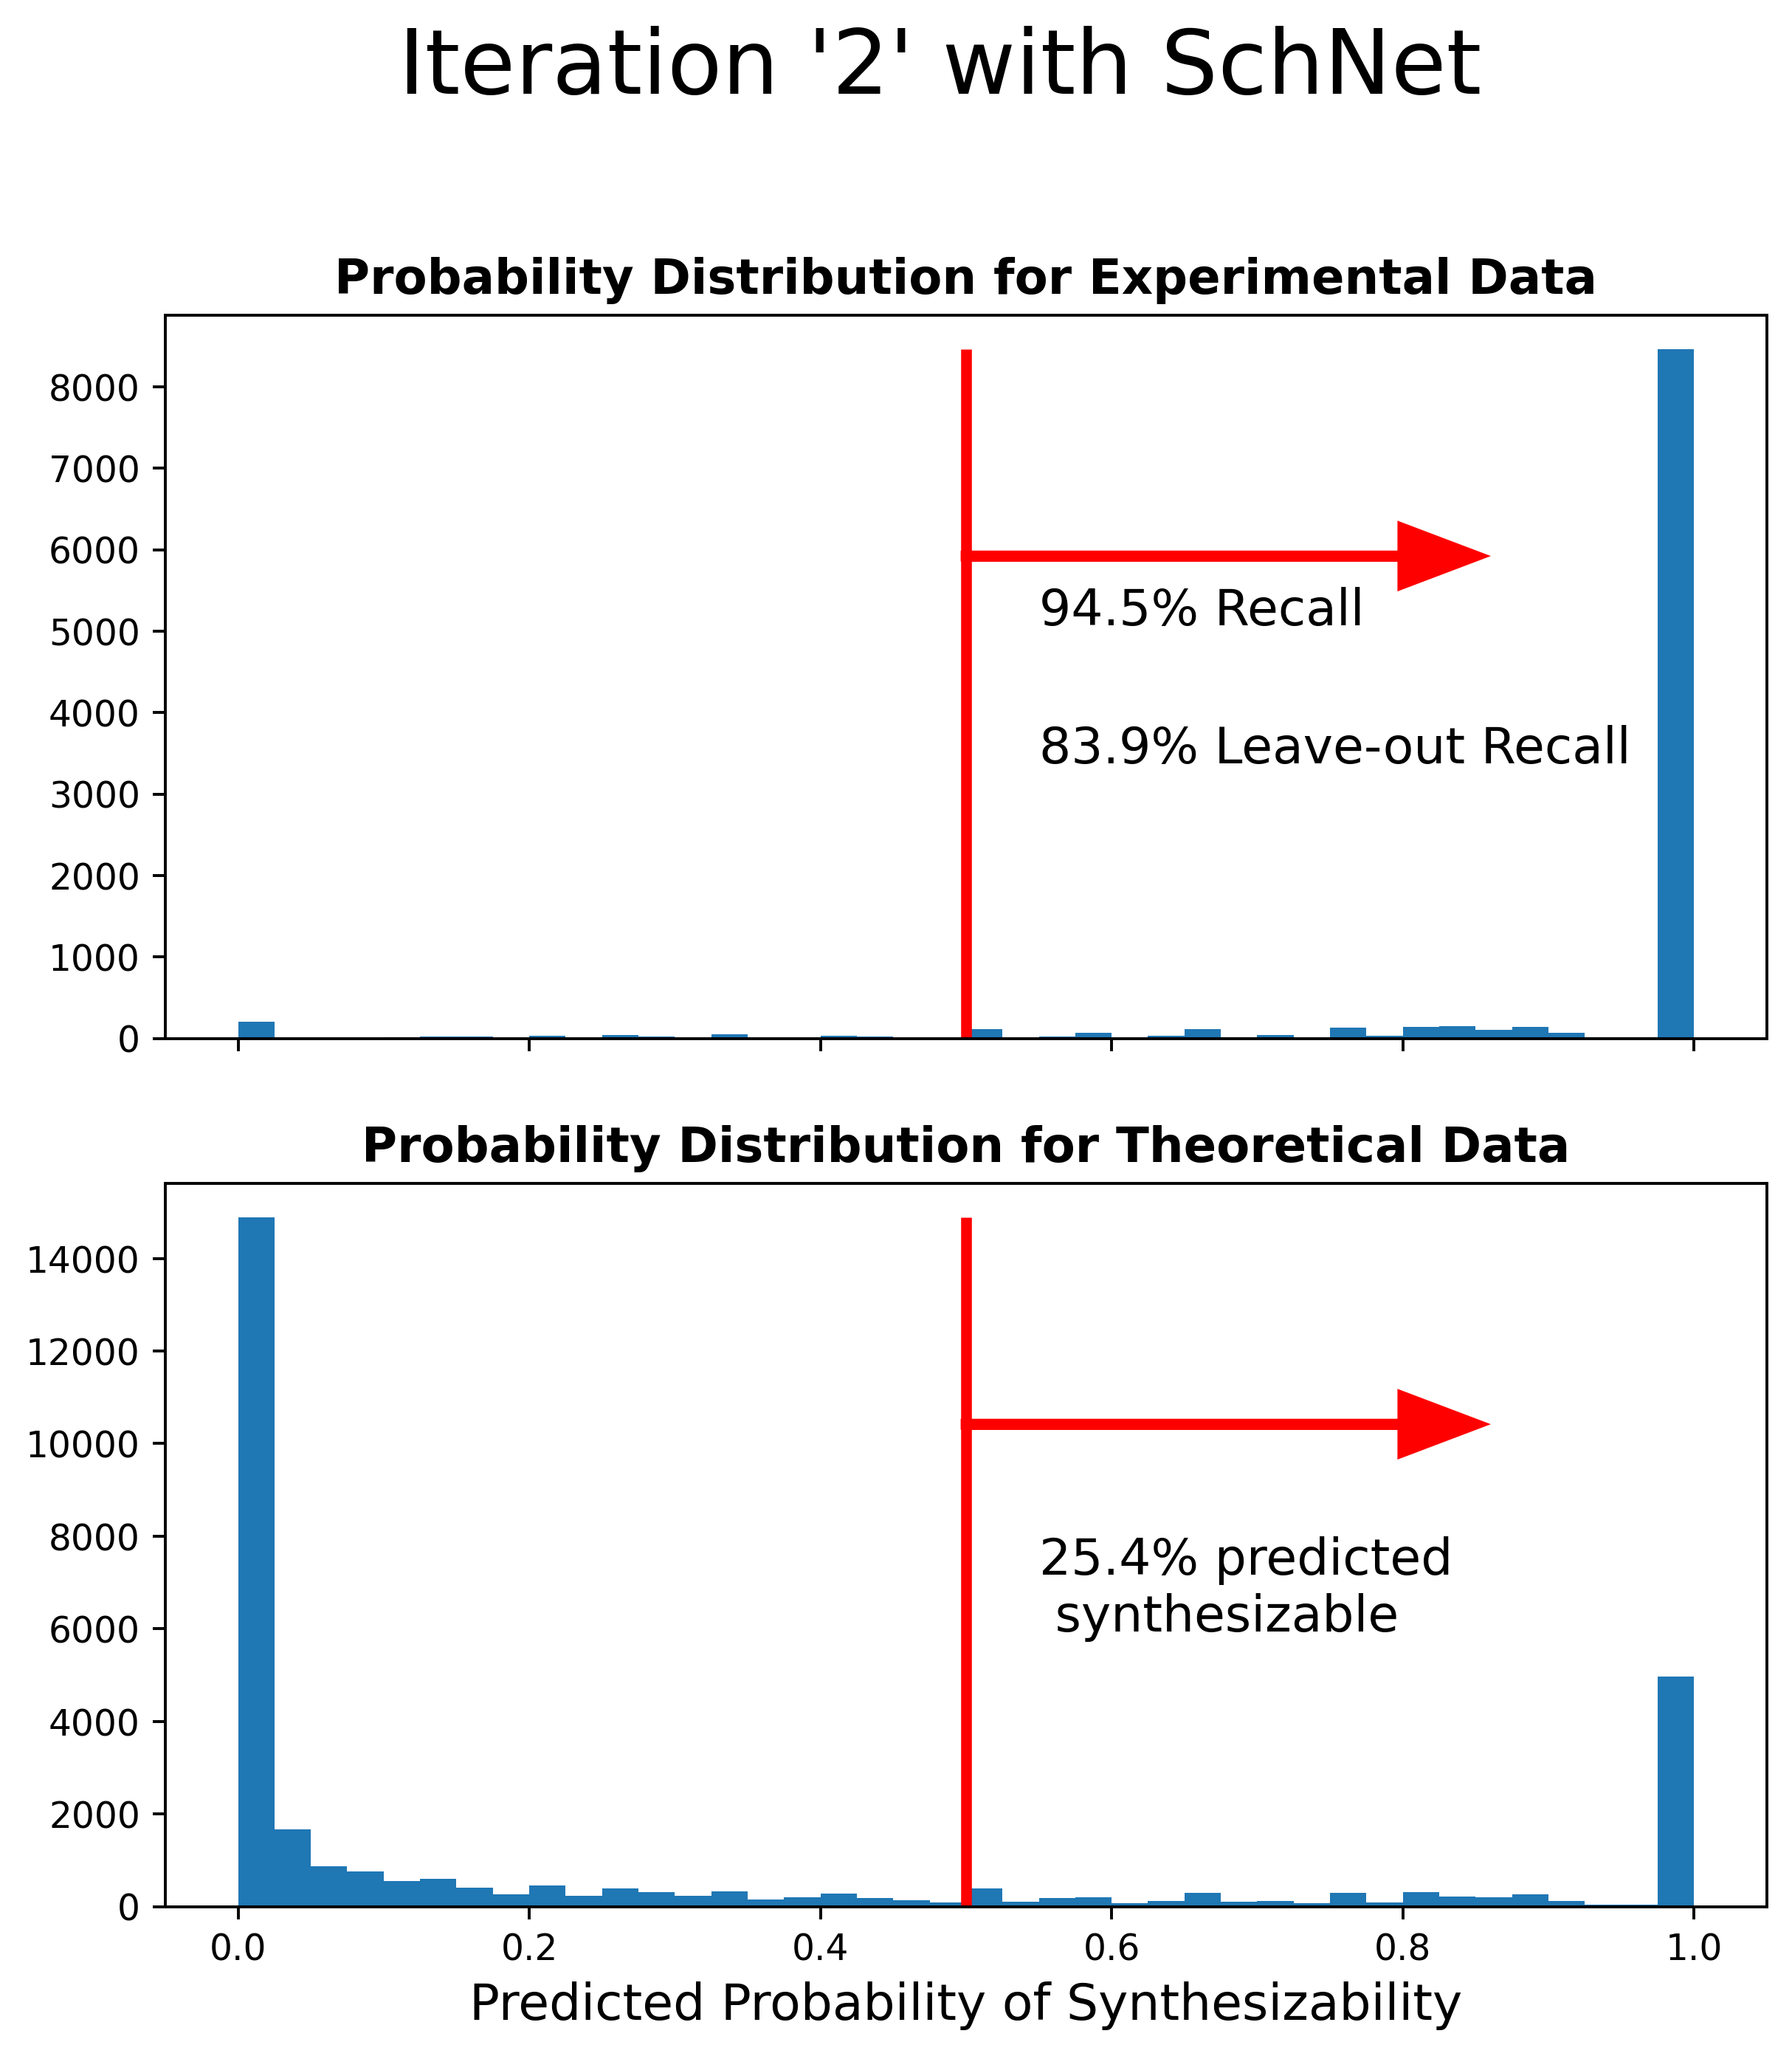 Iteration '2' with SchNet
Probability Distribution for Experimental Data
8000
7000
6000
5000
4000
3000
2000
1000
0
94.5% Recall
83.9% Leave-out Recall
Probability Distribution for Theoretical Data
14000
12000
10000
8000
6000
4000
2000
0
25.4% predicted
synthesizable
0.0 0.2 0.4 0.6 0.8 1.0
Predicted Probability of Synthesizability